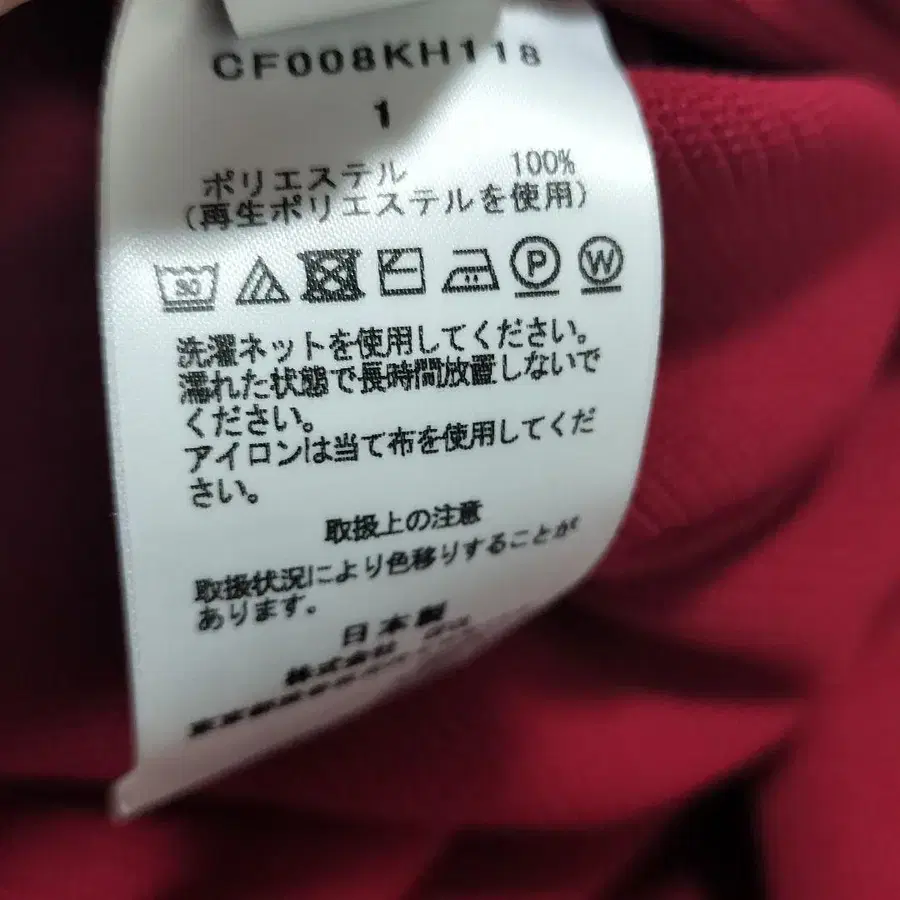 CF008KH118
1
ポリエステル 100%
(再生ポリエステルを使用)
30 P W
洗濯ネットを使用してください。
濡れた状態で長時間放置しないで
ください。
アイロンは当て布を使用してくだ
さい。
取扱上の注意
取扱状況により色移りすることが
あります。
日本製
株式会社